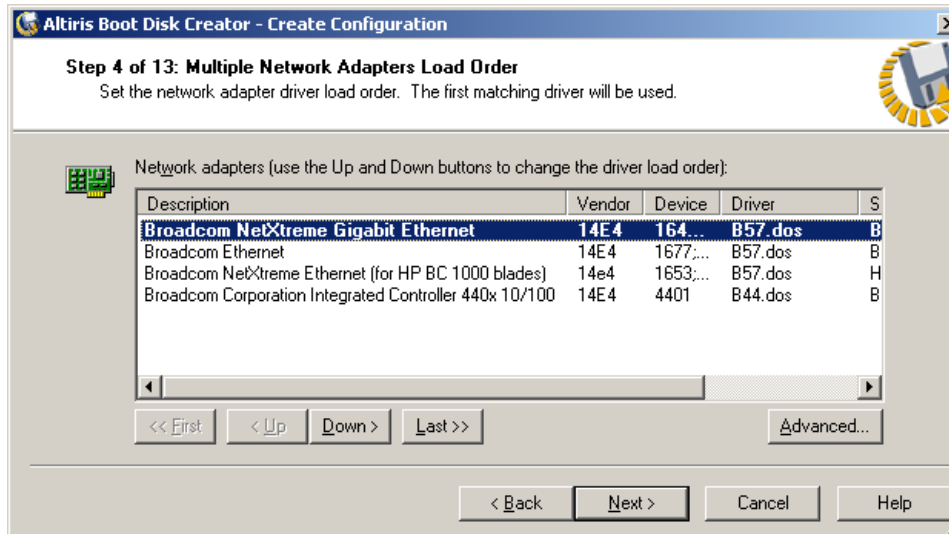 Altiris Boot Disk Creator - Create Configuration
Step 4 of 13: Multiple Network Adapters Load Order
Set the network adapter driver load order.  The first matching driver will be used.
Network adapters (use the Up and Down buttons to change the driver load order):
Description Vendor Device Driver S
Broadcom NetXtreme Gigabit Ethernet 14E4 164... B57.dos B
Broadcom Ethernet 14E4 1677;... B57.dos B
Broadcom NetXtreme Ethernet (for HP BC 1000 blades) 14e4 1653;... B57.dos H
Broadcom Corporation Integrated Controller 440x 10/100 14E4 4401 B44.dos B
<< First < Up Down > Last >> Advanced...
< Back Next > Cancel Help